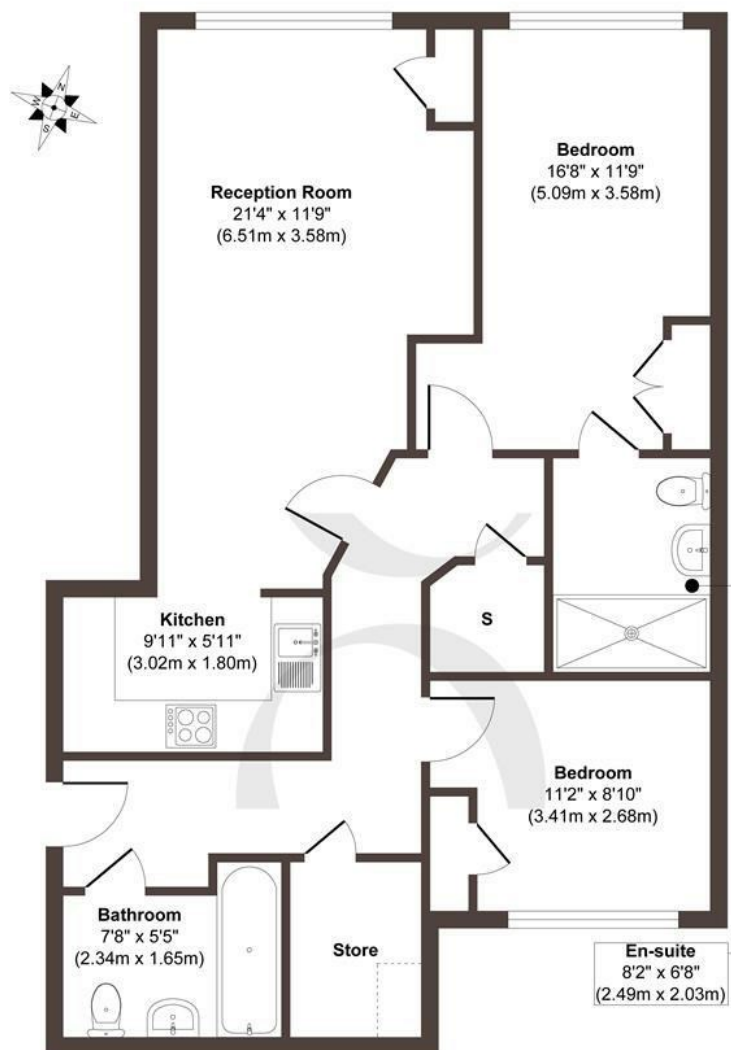 N
W
E
S
Reception Room
21'4" x 11'9"
(6.51m x 3.58m)
Bedroom
16'8" x 11'9"
(5.09m x 3.58m)
Kitchen
9'11" x 5'11"
(3.02m x 1.80m)
S
Bedroom
11'2" x 8'10"
(3.41m x 2.68m)
Bathroom
7'8" x 5'5"
(2.34m x 1.65m)
Store
En-suite
8'2" x 6'8"
(2.49m x 2.03m)